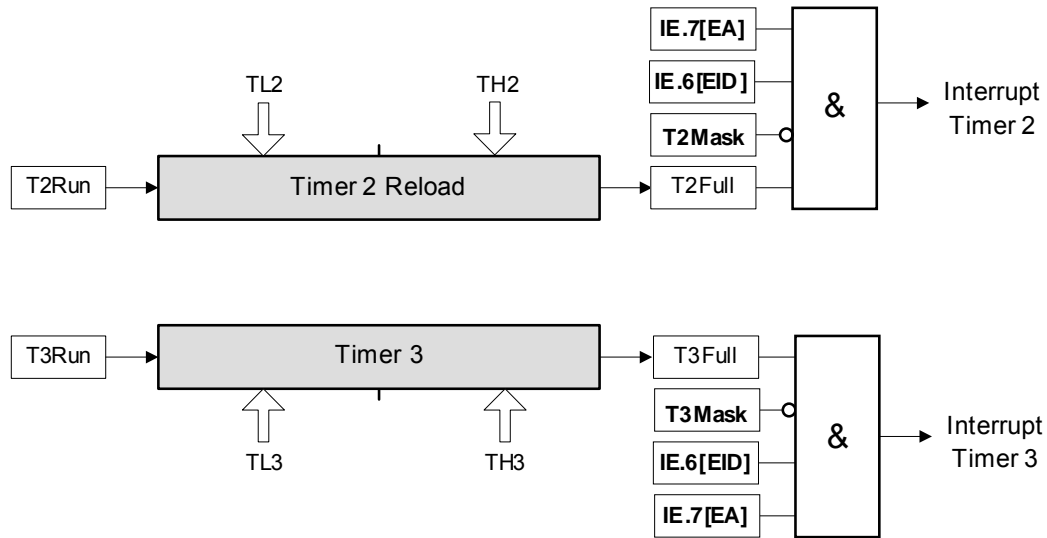 IE.7[EA]
IE.6[EID]
T2Mask
T2Full
&
Interrupt
Timer 2
TL2
TH2
T2Run
Timer 2 Reload
T3Run
Timer 3
TL3
TH3
T3Full
T3Mask
IE.6[EID]
IE.7[EA]
&
Interrupt
Timer 3